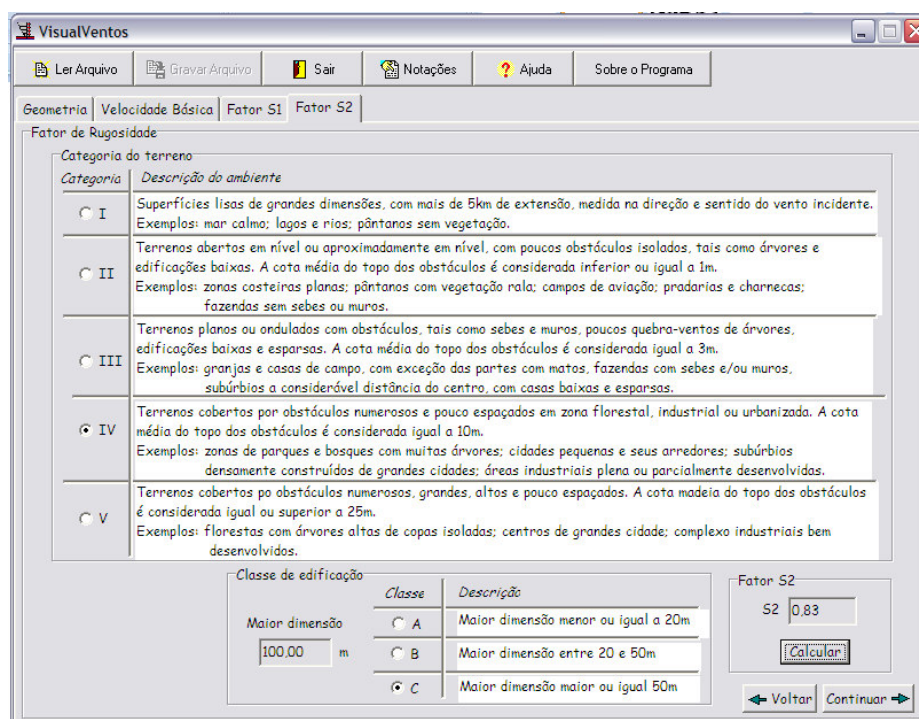 VisualVentos
Ler Arquivo
Gravar Arquivo
Sair
Notações
? Ajuda
Sobre o Programa
Geometria
Velocidade Básica
Fator S1
Fator S2
Fator de Rugosidade
Categoria do terreno
Categoria
Descrição do ambiente
I
Superfícies lisas de grandes dimensões, com mais de 5km de extensão, medida na direção e sentido do vento incidente.
Exemplos: mar calmo; lagos e rios; pântanos sem vegetação.
II
Terrenos abertos em nível ou aproximadamente em nível, com poucos obstáculos isolados, tais como árvores e
edificações baixas. A cota média do topo dos obstáculos é considerada inferior ou igual a 1m.
Exemplos: zonas costeiras planas; pântanos com vegetação rala; campos de aviação; pradarias e charnecas;
fazendas sem sebes ou muros.
III
Terrenos planos ou ondulados com obstáculos, tais como sebes e muros, poucos quebra-ventos de árvores,
edificações baixas e esparsas. A cota média do topo dos obstáculos é considerada igual a 3m.
Exemplos: granjas e casas de campo, com exceção das partes com matos, fazendas com sebes e/ou muros,
subúrbios a considerável distância do centro, com casas baixas e esparsas.
IV
Terrenos cobertos por obstáculos numerosos e pouco espaçados em zona florestal, industrial ou urbanizada. A cota
média do topo dos obstáculos é considerada igual a 10m.
Exemplos: zonas de parques e bosques com muitas árvores; cidades pequenas e seus arredores; subúrbios
densamente construídos de grandes cidades; áreas industriais plena ou parcialmente desenvolvidas.
V
Terrenos cobertos po obstáculos numerosos, grandes, altos e pouco espaçados. A cota madeia do topo dos obstáculos
é considerada igual ou superior a 25m.
Exemplos: florestas com árvores altas de copas isoladas; centros de grandes cidade; complexo industriais bem
desenvolvidos.
Classe de edificação
Maior dimensão
100,00 m
Classe
Descrição
A
Maior dimensão menor ou igual a 20m
B
Maior dimensão entre 20 e 50m
C
Maior dimensão maior ou igual 50m
Fator S2
S2 0,83
Calcular
Voltar
Continuar